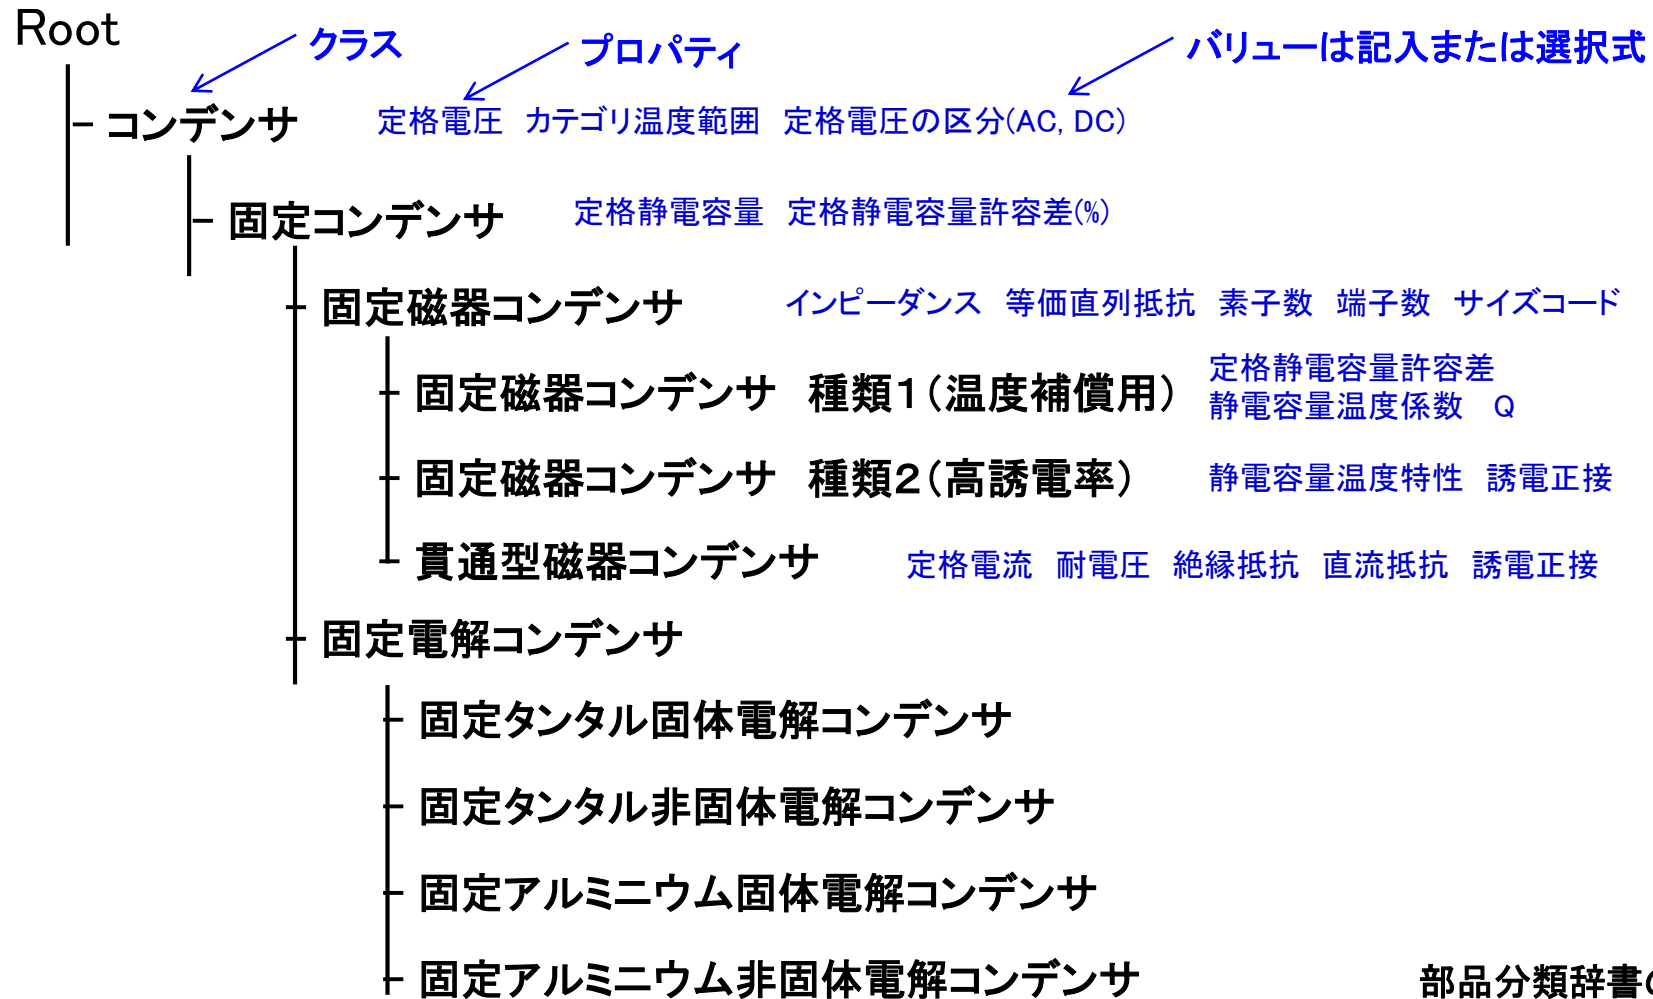 Root
クラス
プロパティ
バリューは記入または選択式
コンデンサ 定格電圧 カテゴリ温度範囲 定格電圧の区分(AC, DC)
固定コンデンサ 定格静電容量 定格静電容量許容差(%)
固定磁器コンデンサ インピーダンス 等価直列抵抗 素子数 端子数 サイズコード
固定磁器コンデンサ 種類1(温度補償用)
定格静電容量許容差
静電容量温度係数 Q
固定磁器コンデンサ 種類2(高誘電率) 静電容量温度特性 誘電正接
貫通型磁器コンデンサ 定格電流 耐電圧 絶縁抵抗 直流抵抗 誘電正接
固定電解コンデンサ
固定タンタル固体電解コンデンサ
固定タンタル非固体電解コンデンサ
固定アルミニウム固体電解コンデンサ
固定アルミニウム非固体電解コンデンサ
部品分類辞書